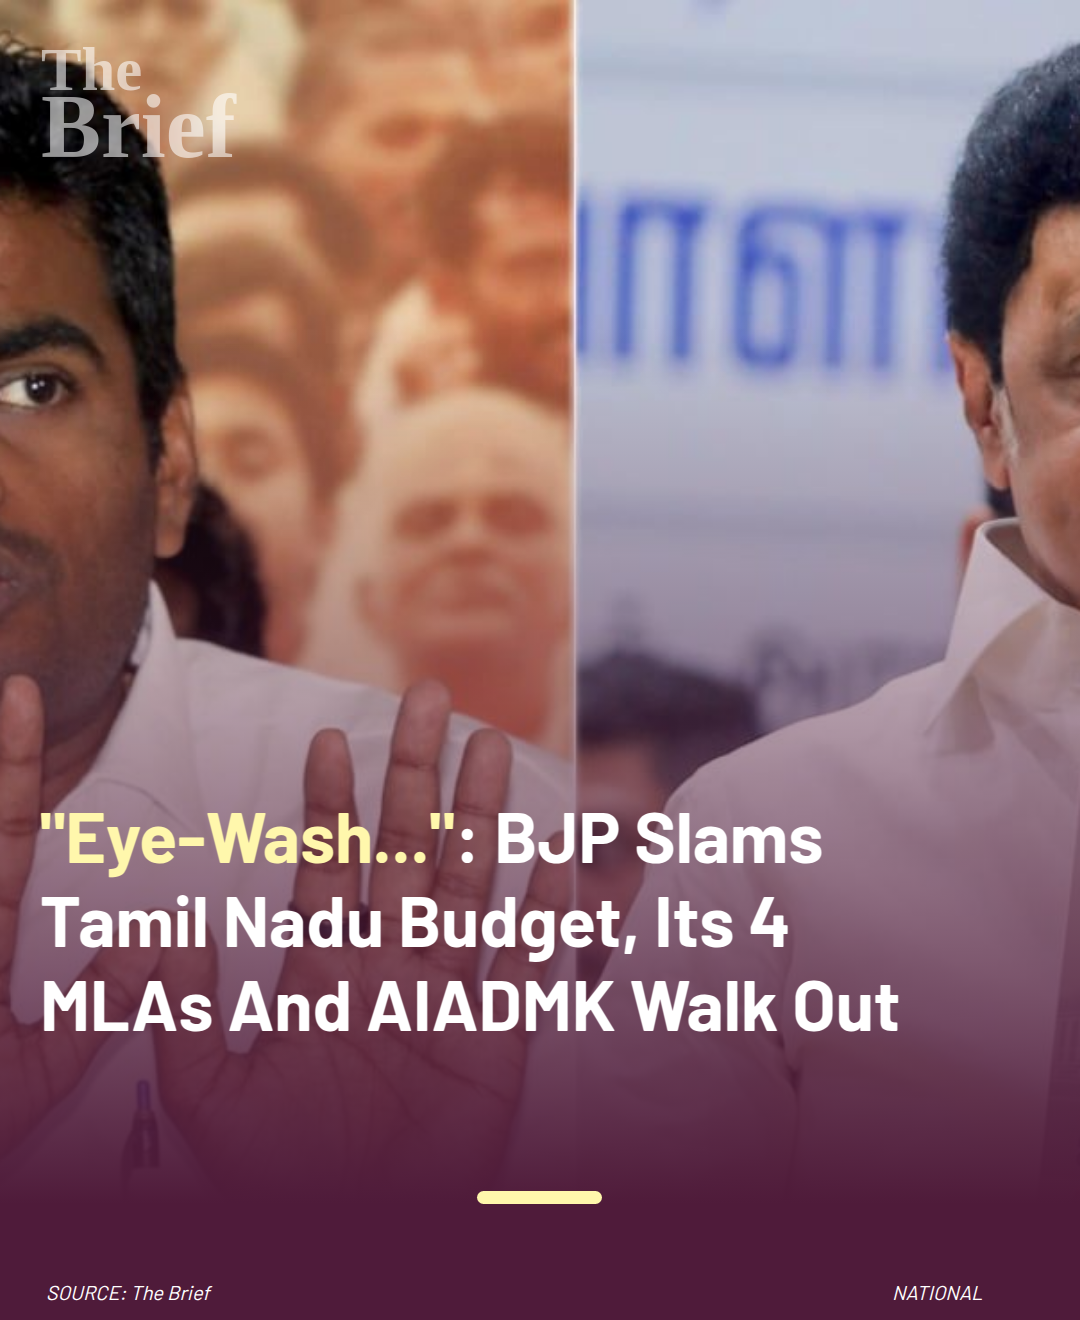 The
Brief
"Eye-Wash...": BJP Slams
Tamil Nadu Budget, Its 4
MLAs And AIADMK Walk Out
SOURCE: The Brief
NATIONAL